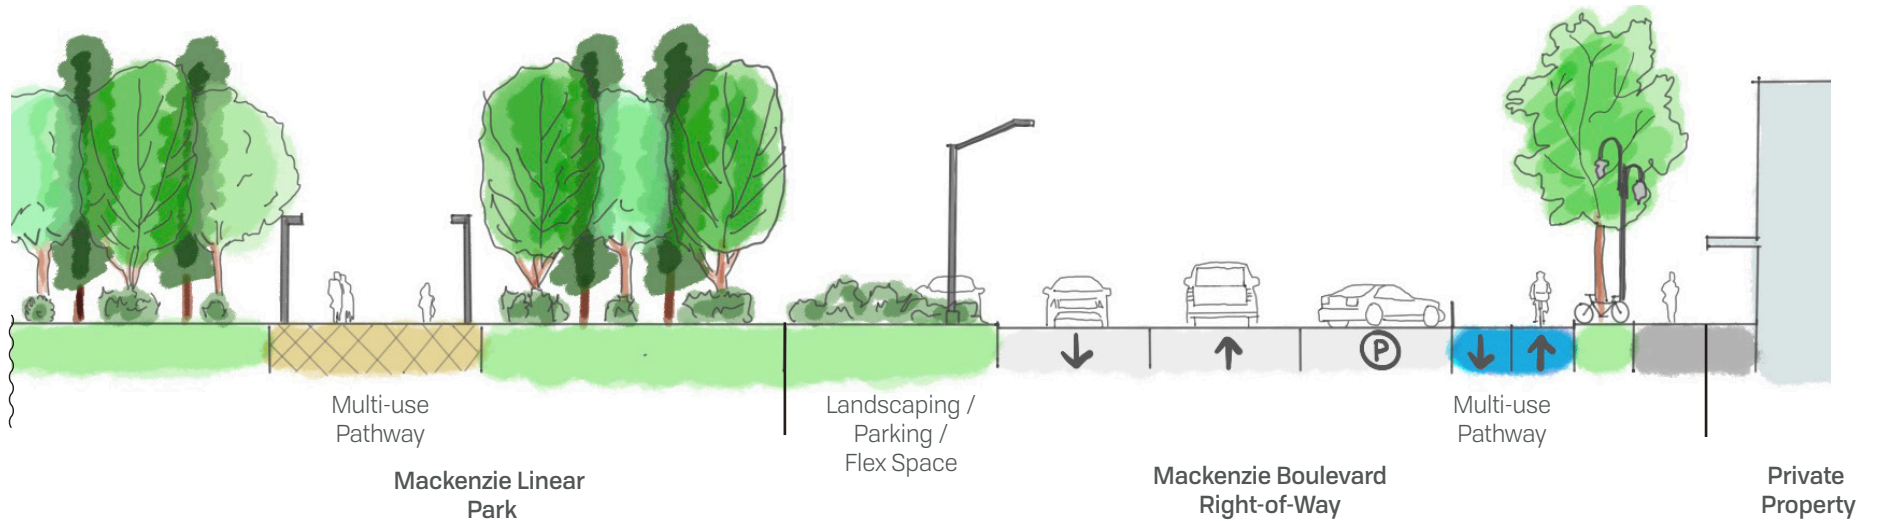 P
Multi-use
Pathway
Landscaping /
Parking /
Flex Space
Multi-use
Pathway
Mackenzie Linear
Park
Mackenzie Boulevard
Right-of-Way
Private
Property